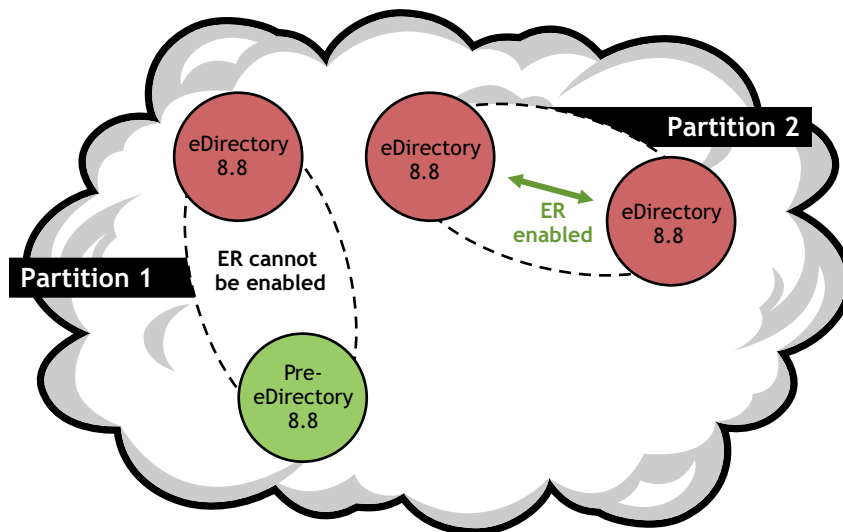 eDirectory
8.8
eDirectory
8.8
Partition 2
ER
enabled
eDirectory
8.8
Partition 1
ER cannot
be enabled
Pre-
eDirectory
8.8